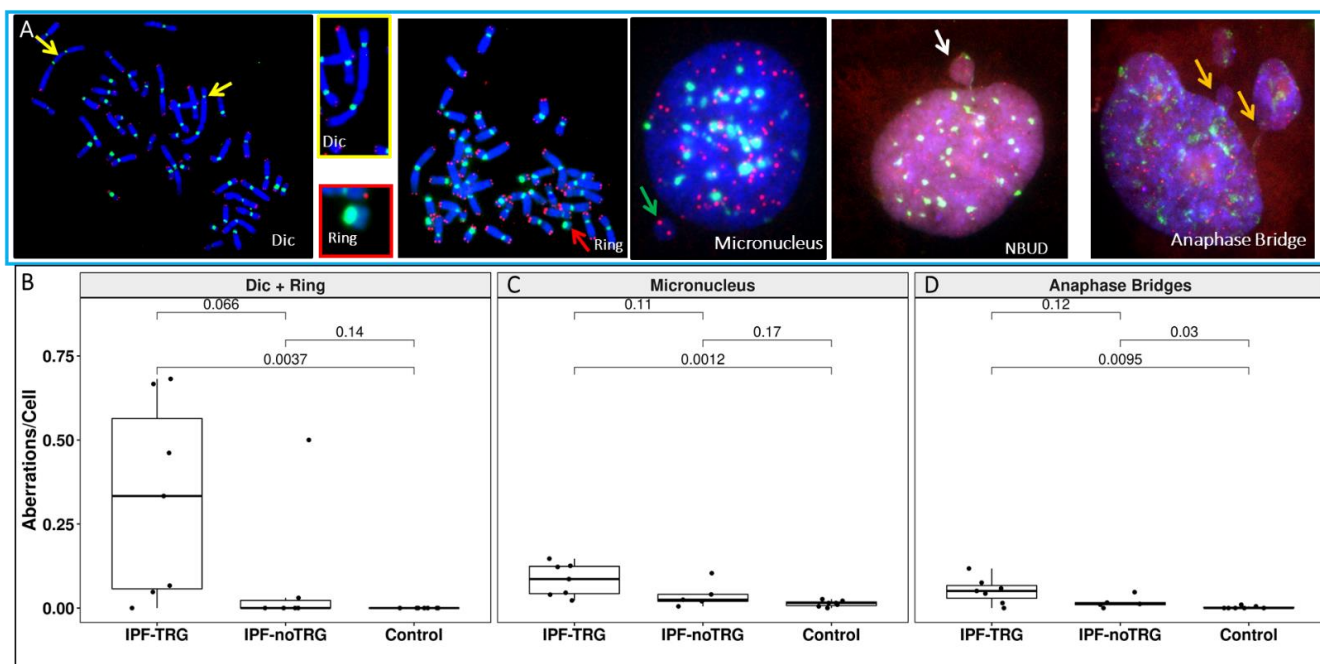 A
Dic
Dic
Ring
Ring
Micronucleus
NBUD
Anaphase Bridge
B
Dic + Ring
C
Micronucleus
D
Anaphase Bridges
0.066
0.14
0.0037
0.11
0.17
0.0012
0.12
0.03
0.0095
Aberrations/Cell
0.75
0.50
0.25
0.00
IPF-TRG
IPF-noTRG
Control
IPF-TRG
IPF-noTRG
Control
IPF-TRG
IPF-noTRG
Control